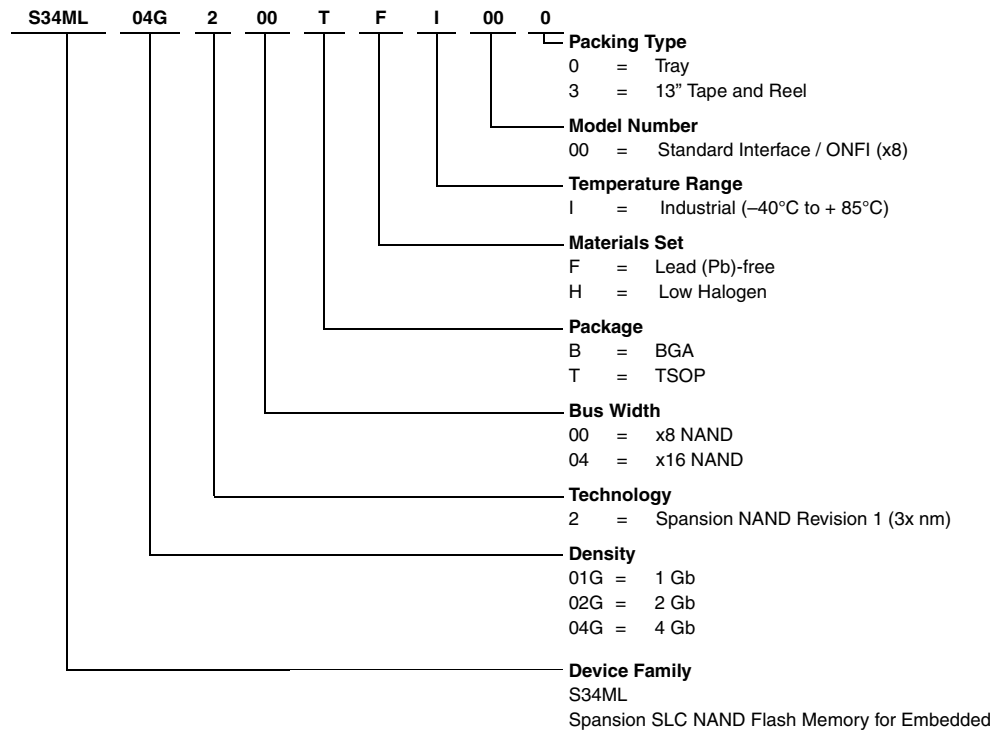 S34ML 04G 2 00 T F I 00 0
Packing Type
0 = Tray
3 = 13” Tape and Reel
Model Number
00 = Standard Interface / ONFI (x8)
Temperature Range
I = Industrial (–40°C to + 85°C)
Materials Set
F = Lead (Pb)-free
H = Low Halogen
Package
B = BGA
T = TSOP
Bus Width
00 = x8 NAND
04 = x16 NAND
Technology
2 = Spansion NAND Revision 1 (3x nm)
Density
01G = 1 Gb
02G = 2 Gb
04G = 4 Gb
Device Family
S34ML
Spansion SLC NAND Flash Memory for Embedded